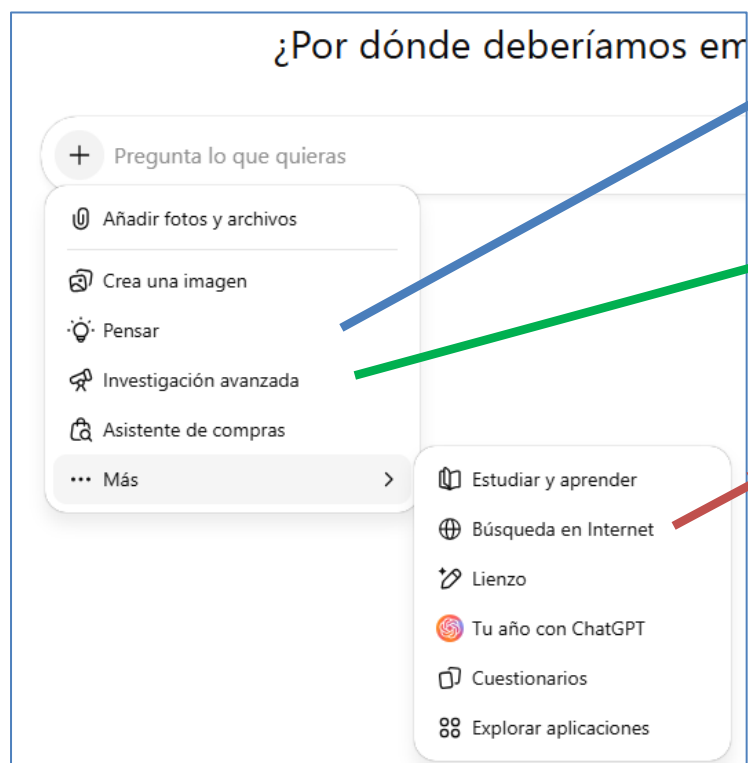 ¿Por dónde deberíamos em
Pregunta lo que quieras
Añadir fotos y archivos
Crea una imagen
Pensar
Investigación avanzada
Asistente de compras
Más
Estudiar y aprender
Búsqueda en Internet
Lienzo
Tu año con ChatGPT
Cuestionarios
Explorar aplicaciones